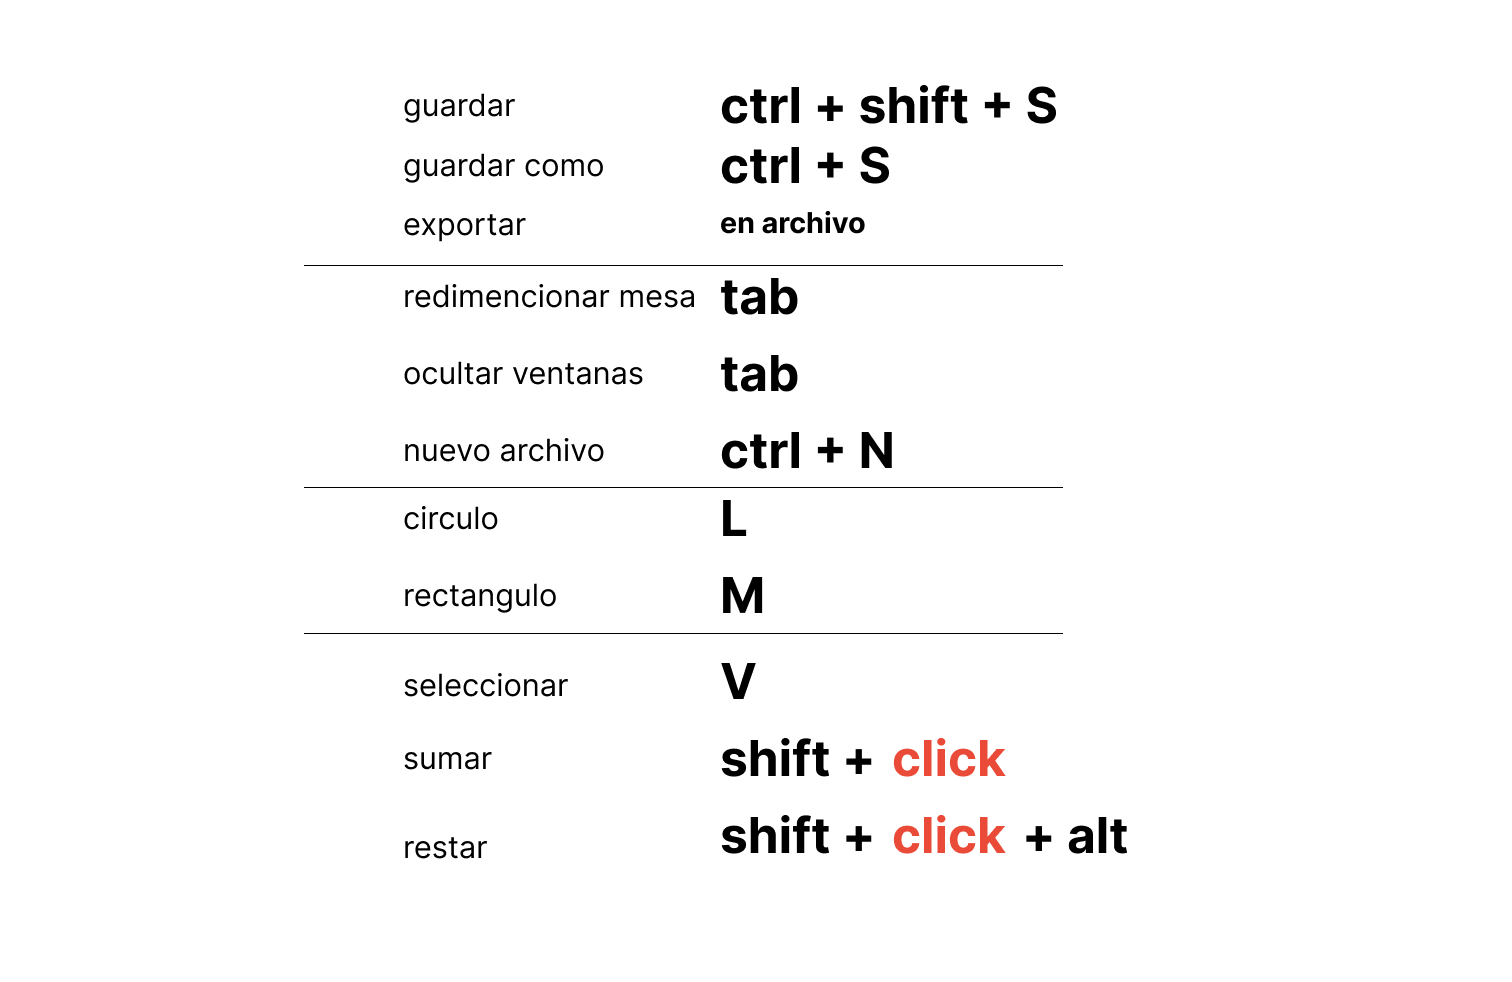 guardar ctrl + shift + S
guardar como ctrl + S
exportar en archivo
redimencionar mesa tab
ocultar ventanas tab
nuevo archivo ctrl + N
circulo L
rectangulo M
seleccionar V
sumar shift + click
restar shift + click + alt